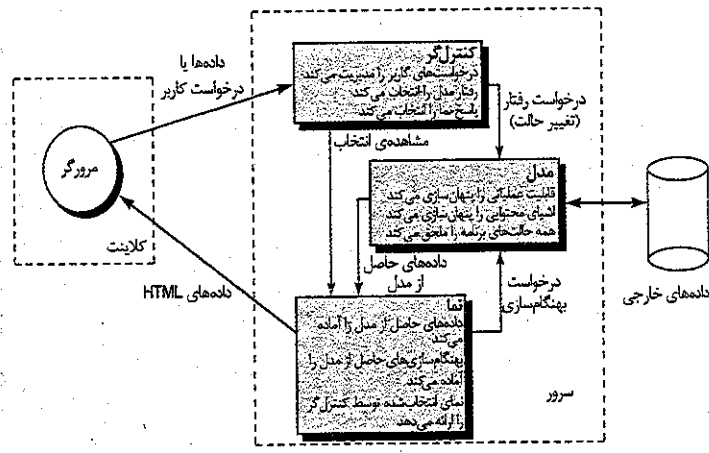 کنترل‌گر
درخواست‌های کاربر را مدیریت می‌کند
رفتار مدل را انتخاب می‌کند
پاسخ نما را انتخاب می‌کند
داده‌ها یا
درخواست کاربر
درخواست رفتار
(تغییر حالت)
مشاهده‌ی انتخاب
مرورگر
کلاینت
مدل
قابلیت عملیاتی را پنهان‌سازی می‌کند
اشیای محتوایی را پنهان‌سازی می‌کند
همه حالت‌های برنامه را ملحق می‌کند
داده‌های خارجی
داده‌های حاصل
از مدل
درخواست
بهنگام‌سازی
داده‌های HTML
نما
داده‌های حاصل از مدل را آماده
می‌کند
بهنگام‌سازی‌های حاصل از مدل را
آماده می‌کند
نمای انتخاب‌شده توسط کنترل‌گر
را ارائه می‌دهد
سرور